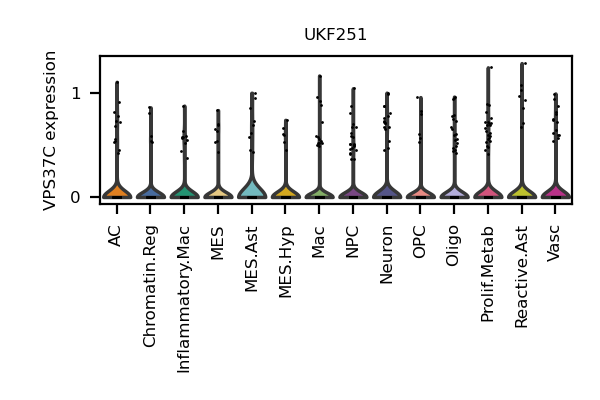 UKF251
VPS37C expression
1
0
AC
Chromatin.Reg
Inflammatory.Mac
MES
MES.Ast
MES.Hyp
Mac
NPC
Neuron
OPC
Oligo
Prolif.Metab
Reactive.Ast
Vasc